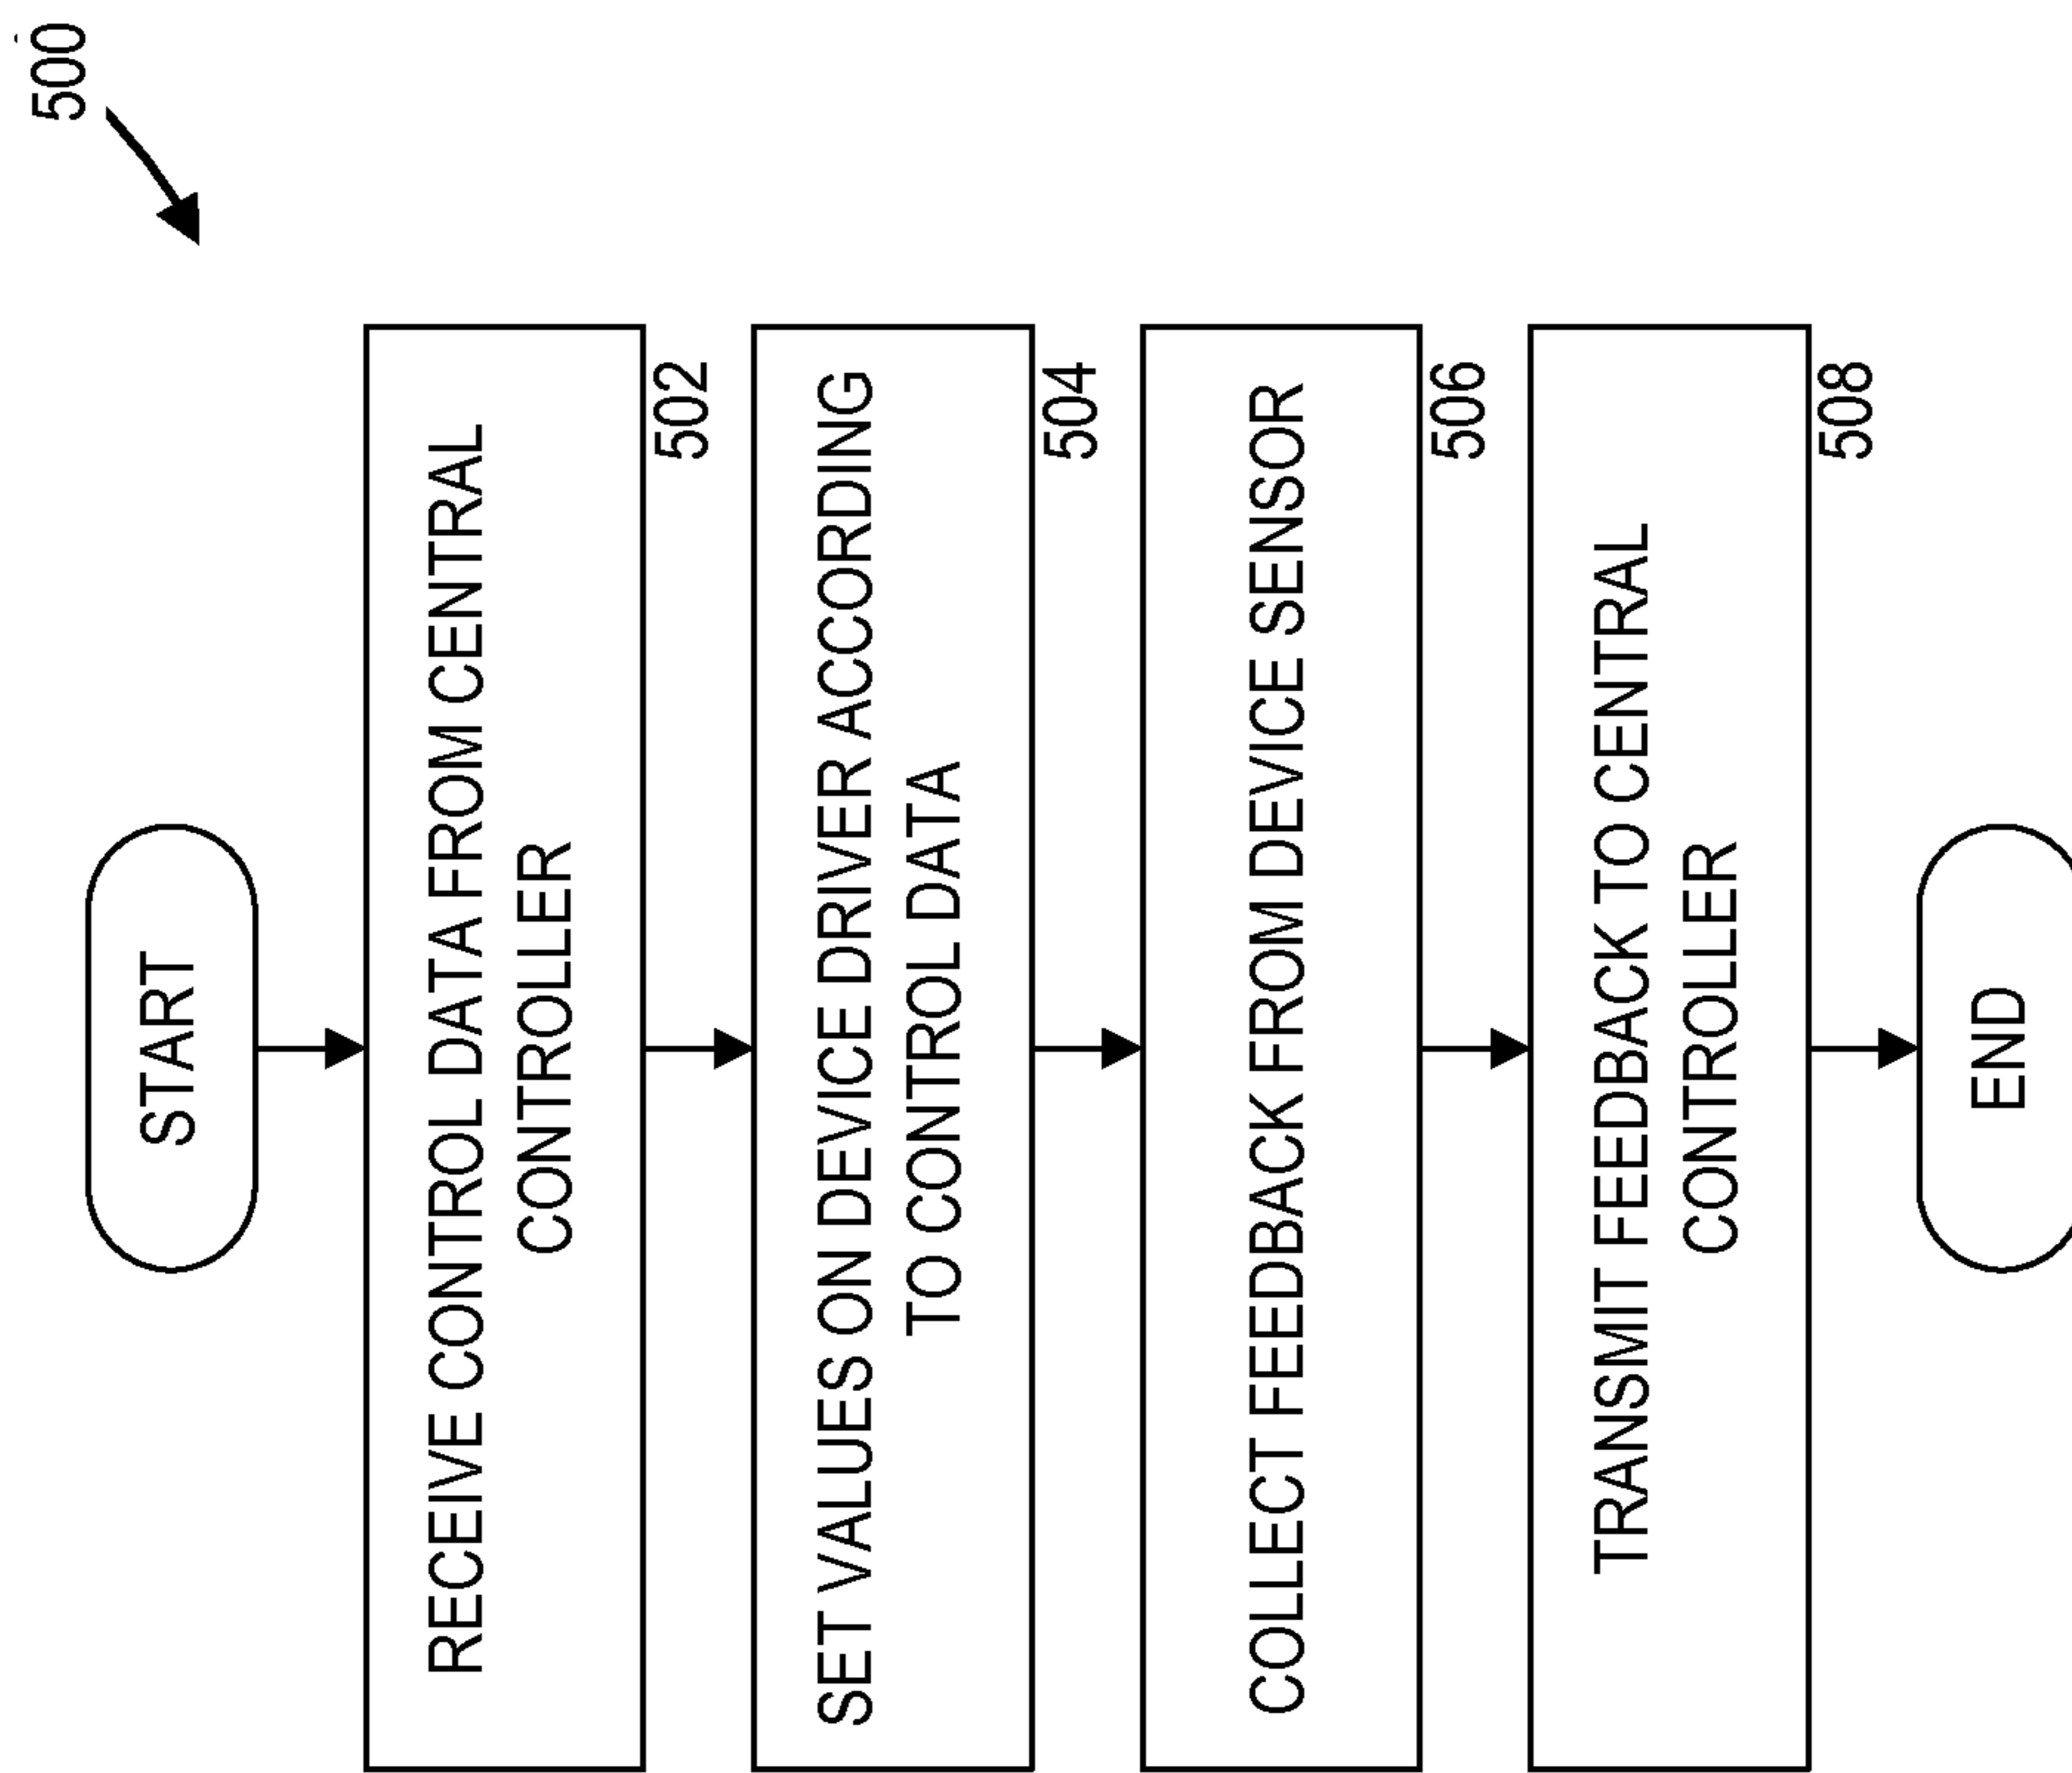 500
START
RECEIVE CONTROL DATA FROM CENTRAL
CONTROLLER
502
SET VALUES ON DEVICE DRIVER ACCORDING
TO CONTROL DATA
504
COLLECT FEEDBACK FROM DEVICE SENSOR
506
TRANSMIT FEEDBACK TO CENTRAL
CONTROLLER
508
END